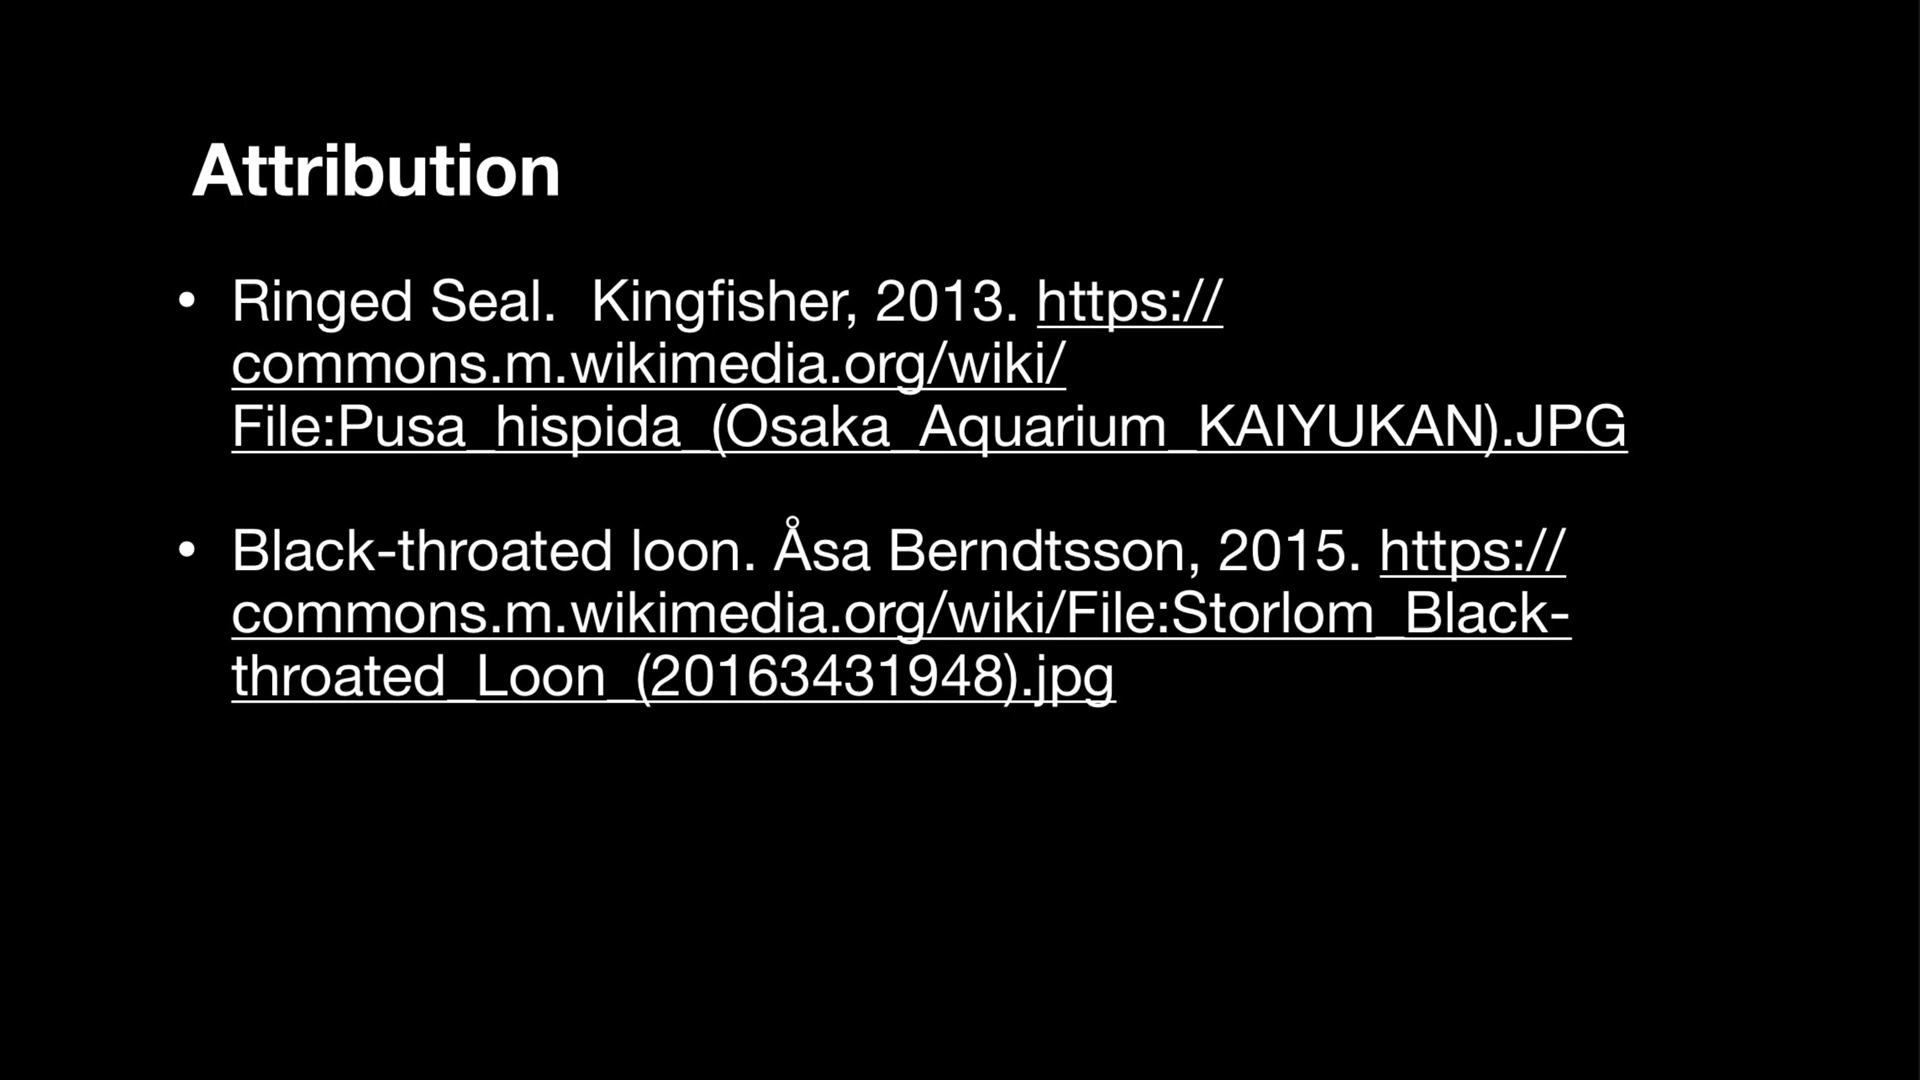 Attribution
• Ringed Seal.  Kingfisher, 2013. https://
commons.m.wikimedia.org/wiki/
File:Pusa_hispida_(Osaka_Aquarium_KAIYUKAN).JPG
• Black-throated loon. Åsa Berndtsson, 2015. https://
commons.m.wikimedia.org/wiki/File:Storlom_Black-
throated_Loon_(20163431948).jpg